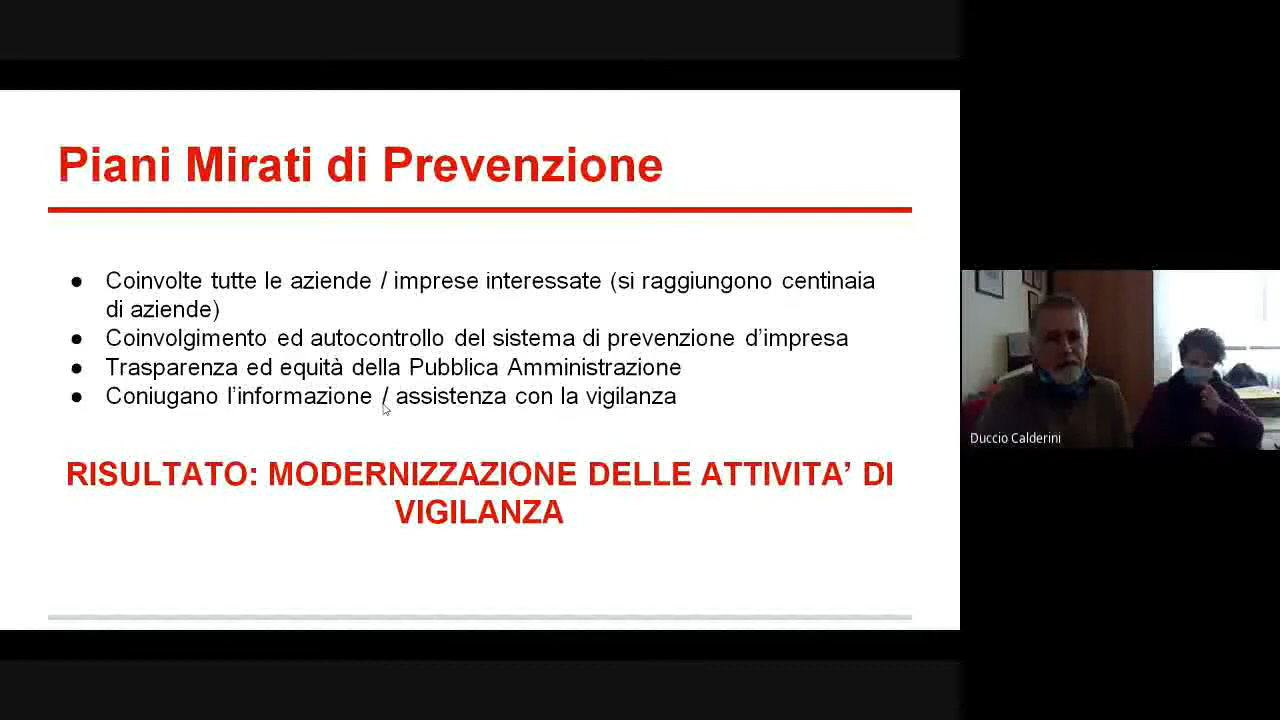 Piani Mirati di Prevenzione
● Coinvolte tutte le aziende / imprese interessate (si raggiungono centinaia
di aziende)
● Coinvolgimento ed autocontrollo del sistema di prevenzione d’impresa
● Trasparenza ed equità della Pubblica Amministrazione
● Coniugano l’informazione / assistenza con la vigilanza
RISULTATO: MODERNIZZAZIONE DELLE ATTIVITA’ DI
VIGILANZA
Duccio Calderini